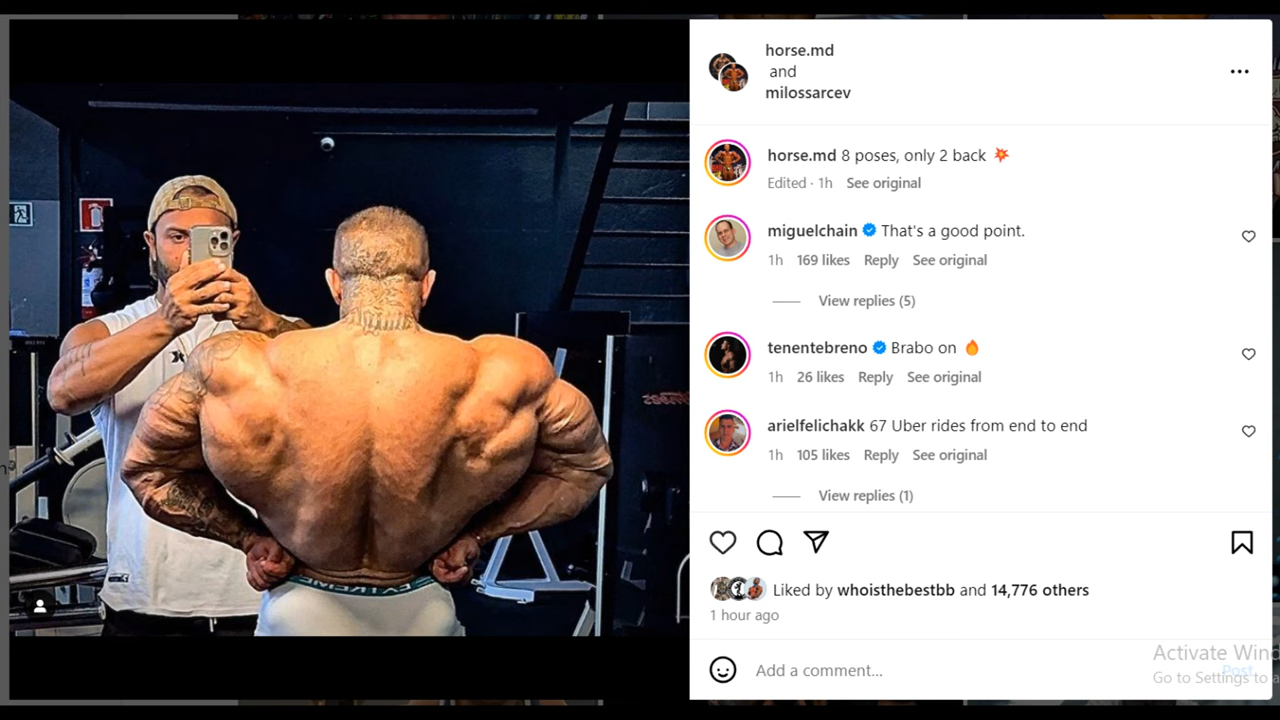 horse.md
and
milossarcev
horse.md 8 poses, only 2 back
Edited · 1h See original
miguelchain That's a good point.
1h 169 likes Reply See original
View replies (5)
tenentebreno Brabo on
1h 26 likes Reply See original
arielfelichakk 67 Uber rides from end to end
1h 105 likes Reply See original
View replies (1)
Liked by whoisthebestbb and 14,776 others
1 hour ago
Add a comment...
Post
Activate Wind
Go to Settings to a